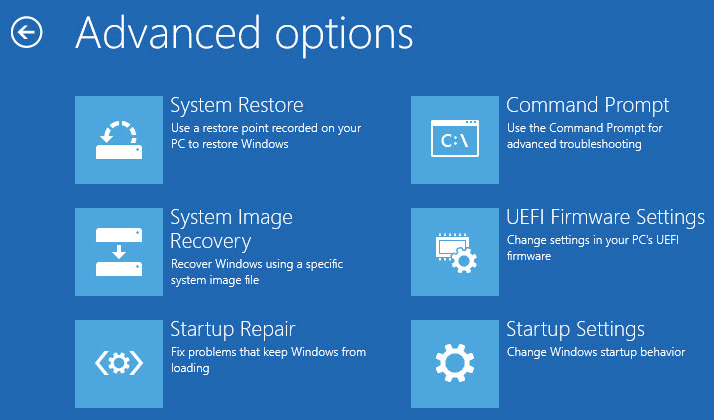 Advanced options
System Restore
Use a restore point recorded on your
PC to restore Windows
Command Prompt
C:\
Use the Command Prompt for
advanced troubleshooting
System Image
Recovery
Recover Windows using a specific
system image file
UEFI Firmware Settings
Change settings in your PC's UEFI
firmware
Startup Repair
Fix problems that keep Windows from
loading
Startup Settings
Change Windows startup behavior